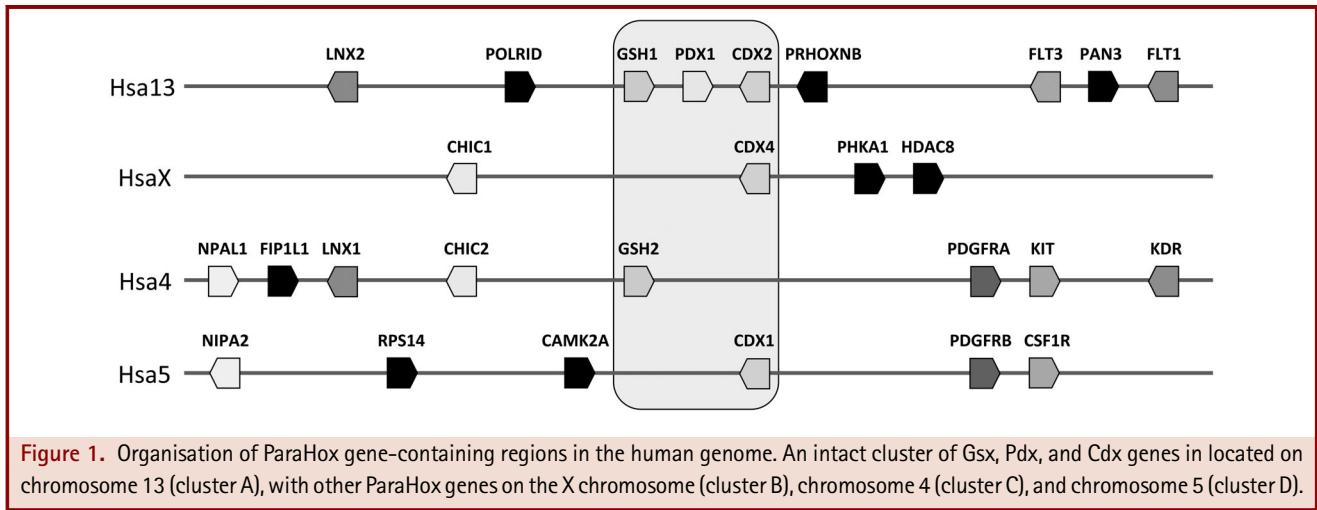 LNX2 POLRID GSH1 PDX1 CDX2 PRHOXNB FLT3 PAN3 FLT1
Hsa13
CHIC1 CDX4 PHKA1 HDAC8
HsaX
NPAL1 FIP1L1 LNX1 CHIC2 GSH2 PDGFRA KIT KDR
Hsa4
NIPA2 RPS14 CAMK2A CDX1 PDGFRB CSF1R
Hsa5
Figure 1. Organisation of ParaHox gene-containing regions in the human genome. An intact cluster of Gsx, Pdx, and Cdx genes in located on
chromosome 13 (cluster A), with other ParaHox genes on the X chromosome (cluster B), chromosome 4 (cluster C), and chromosome 5 (cluster D).